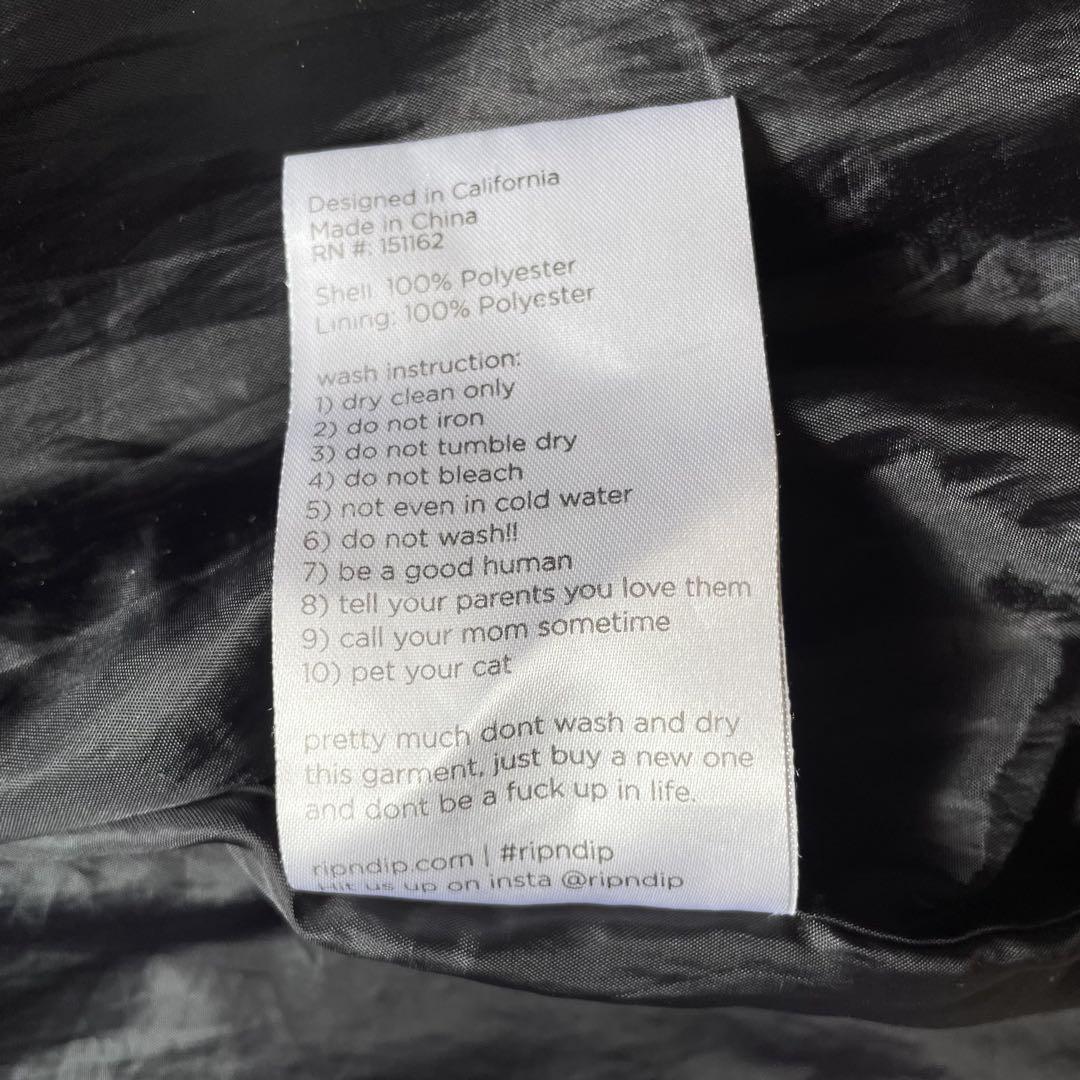 Designed in California
Made in China
RN #: 151162
Shell 100% Polyester
Lining: 100% Polyester
wash instruction:
1) dry clean only
2) do not iron
3) do not tumble dry
4) do not bleach
5) not even in cold water
6) do not wash!!
7) be a good human
8) tell your parents you love them
9) call your mom sometime
10) pet your cat
pretty much dont wash and dry
this garment, just buy a new one
and dont be a fuck up in life.
ripndip.com | #ripndip
Hit us up on insta @ripndip